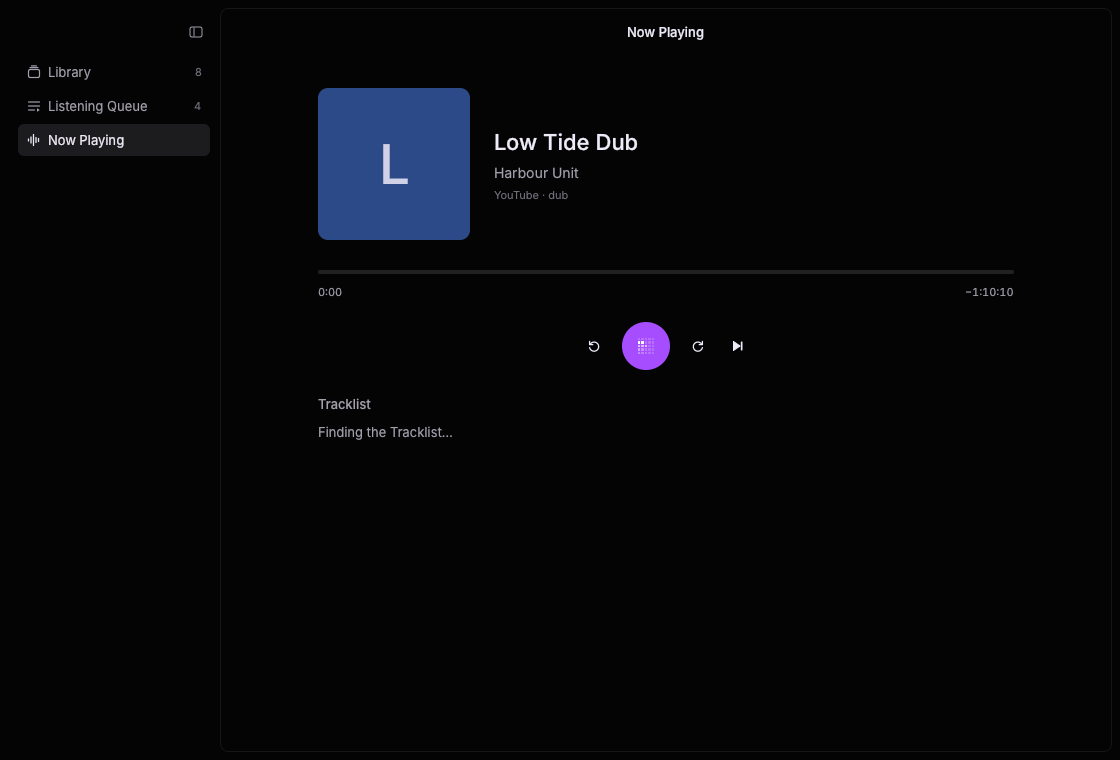 Now Playing
Library 8
Listening Queue 4
Now Playing
L
Low Tide Dub
Harbour Unit
YouTube · dub
0:00 −1:10:10
Tracklist
Finding the Tracklist...